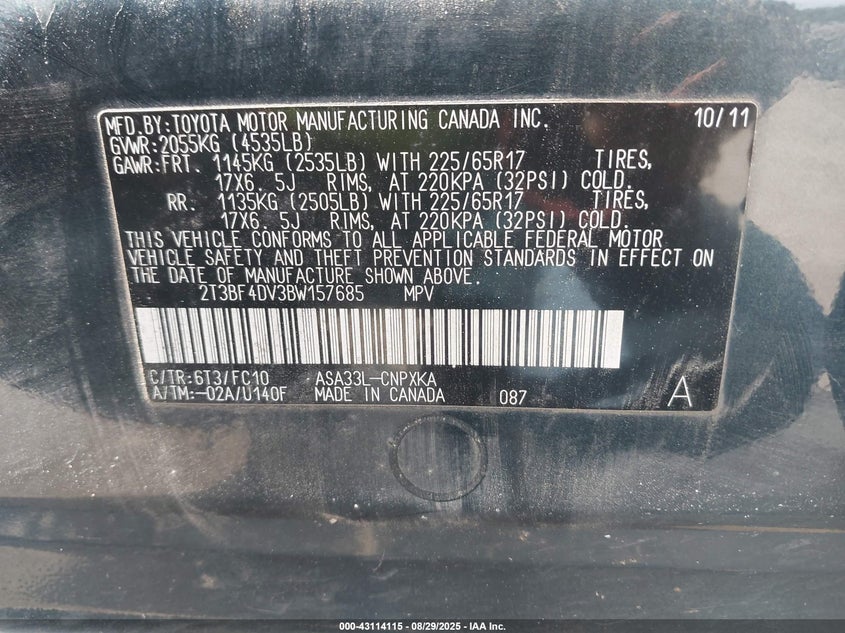 MFD.BY:TOYOTA MOTOR MANUFACTURING CANADA INC. 10/11
GVWR:2055KG (4535LB)
GAWR:FRT. 1145KG (2535LB) WITH 225/65R17 TIRES,
17X6.5J RIMS, AT 220KPA (32PSI) COLD.
RR. 1135KG (2505LB) WITH 225/65R17 TIRES,
17X6.5J RIMS, AT 220KPA (32PSI) COLD.
THIS VEHICLE CONFORMS TO ALL APPLICABLE FEDERAL MOTOR
VEHICLE SAFETY AND THEFT PREVENTION STANDARDS IN EFFECT ON
THE DATE OF MANUFACTURE SHOWN ABOVE.
2T3BF4DV3BW157685 MPV
C/TR:6T3/FC10 ASA33L-CNPXKA
A/TM:-02A/U140F MADE IN CANADA 087 A
000-43114115 - 08/29/2025 - IAA Inc.